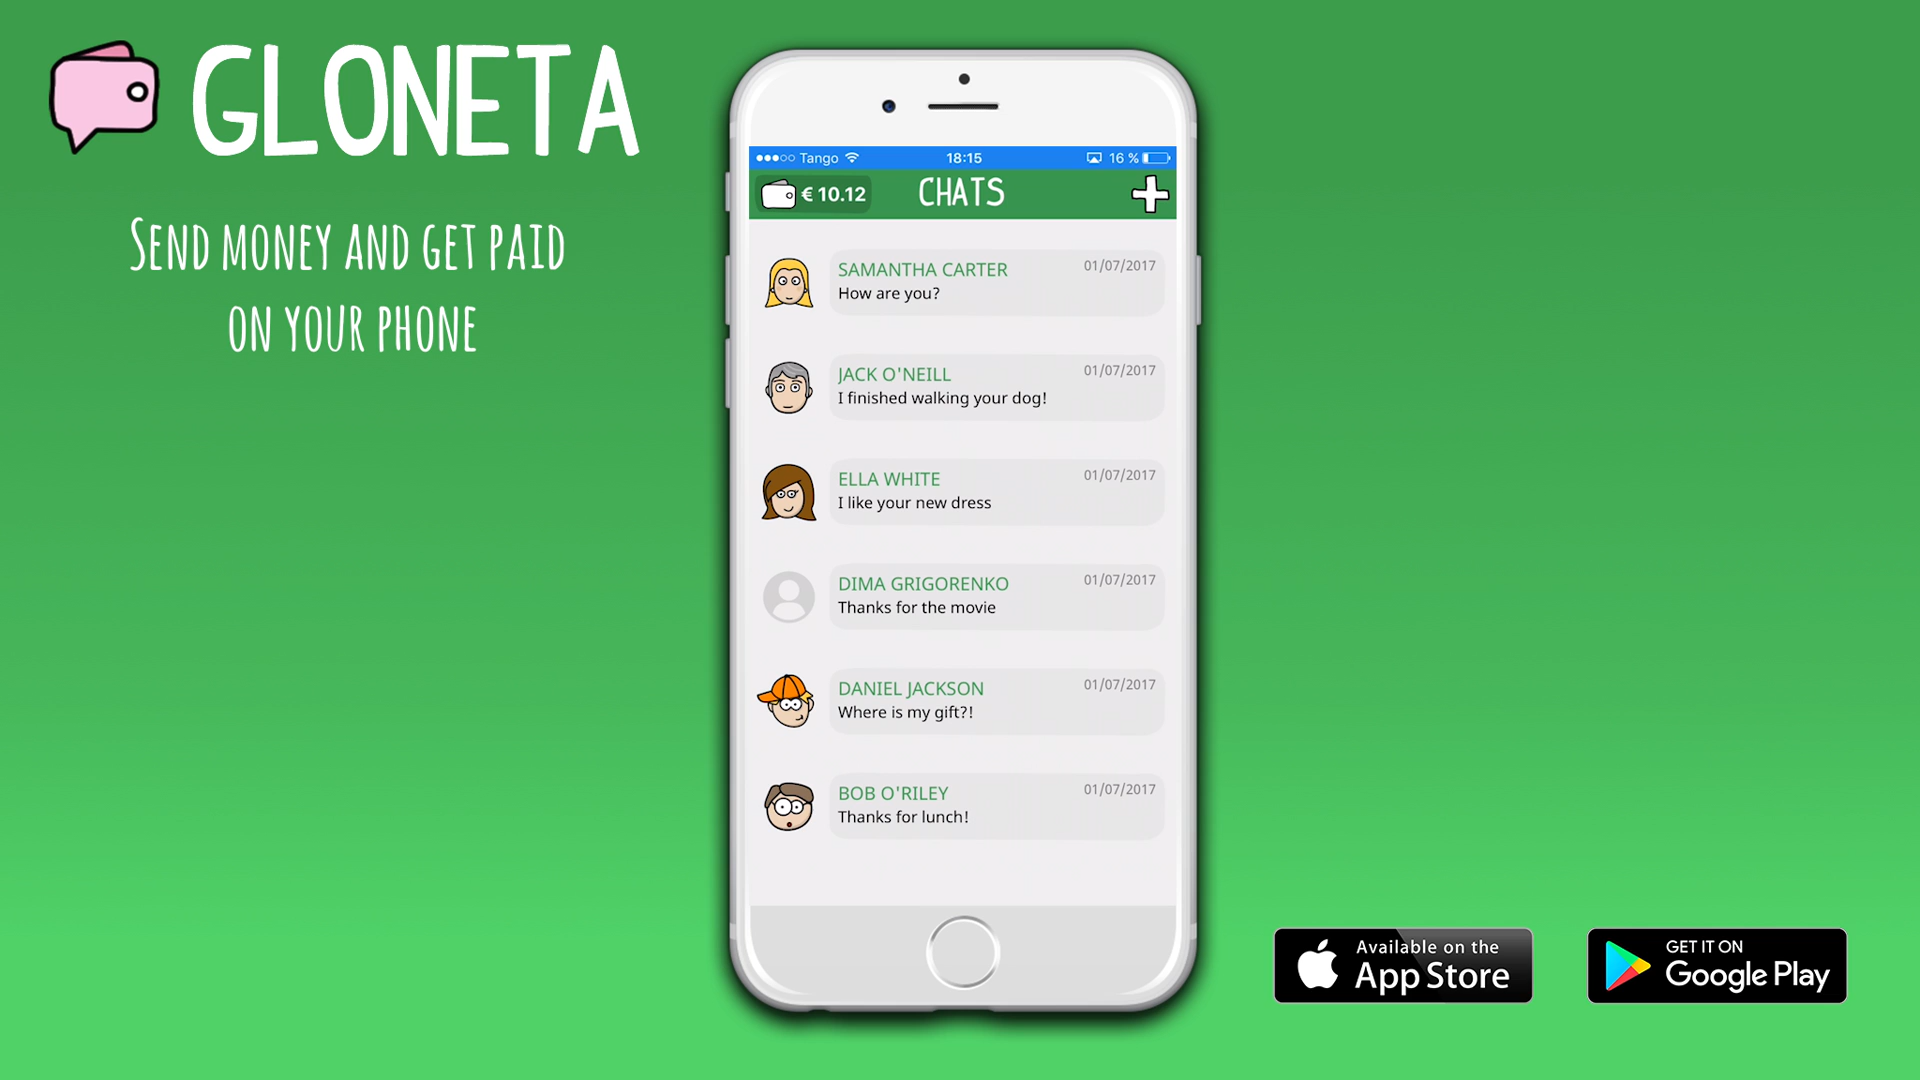 GLONETA
SEND MONEY AND GET PAID
ON YOUR PHONE
Tango 18:15 16 %
€ 10.12 CHATS
SAMANTHA CARTER 01/07/2017
How are you?
JACK O'NEILL 01/07/2017
I finished walking your dog!
ELLA WHITE 01/07/2017
I like your new dress
DIMA GRIGORENKO 01/07/2017
Thanks for the movie
DANIEL JACKSON 01/07/2017
Where is my gift?!
BOB O'RILEY 01/07/2017
Thanks for lunch!
Available on the
App Store
GET IT ON
Google Play